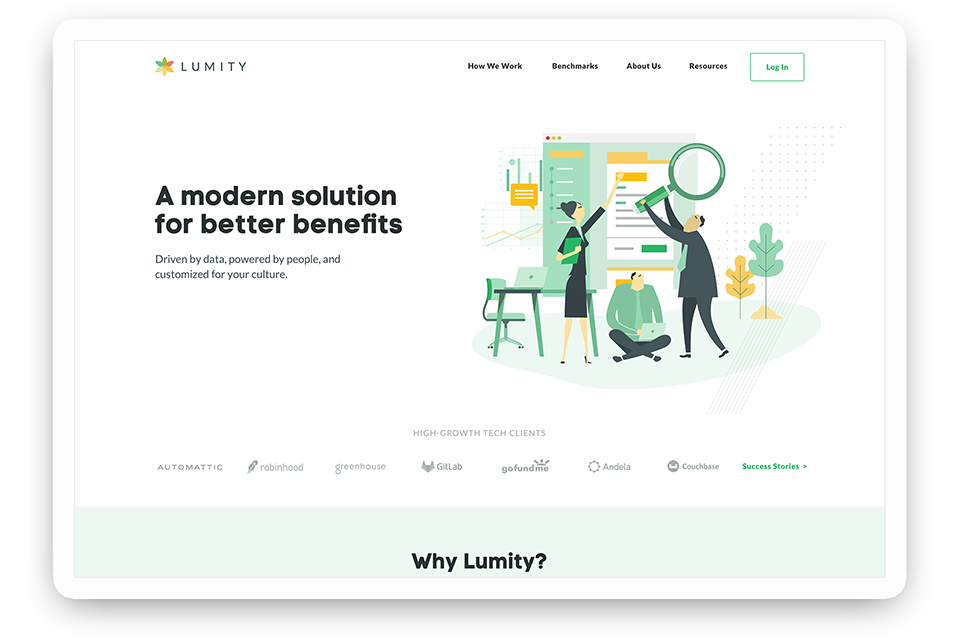 LUMITY
How We Work
Benchmarks
About Us
Resources
Log In
A modern solution
for better benefits
Driven by data, powered by people, and
customized for your culture.
HIGH-GROWTH TECH CLIENTS
AUTOMATTIC
robinhood
greenhouse
GitLab
gofundme
Andela
Couchbase
Success Stories >
Why Lumity?